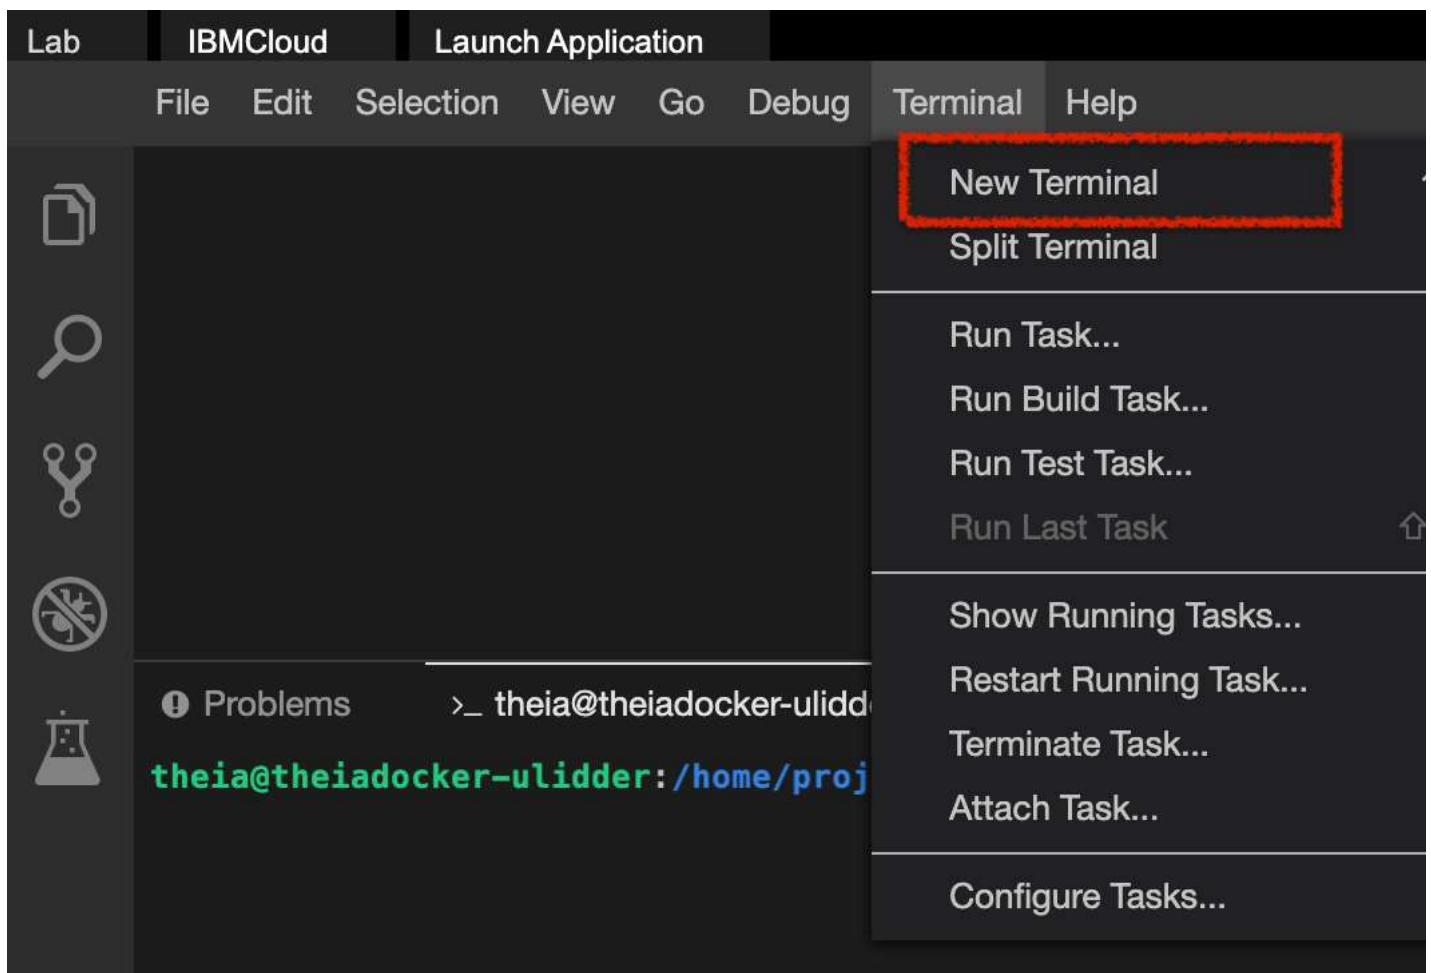 Lab IBMCloud Launch Application
File Edit Selection View Go Debug Terminal Help
New Terminal
Split Terminal
Run Task...
Run Build Task...
Run Test Task...
Run Last Task
Show Running Tasks...
Restart Running Task...
Terminate Task...
Attach Task...
Configure Tasks...
Problems >_ theia@theiadocker-ulidd
theia@theiadocker-ulidder:/home/proj